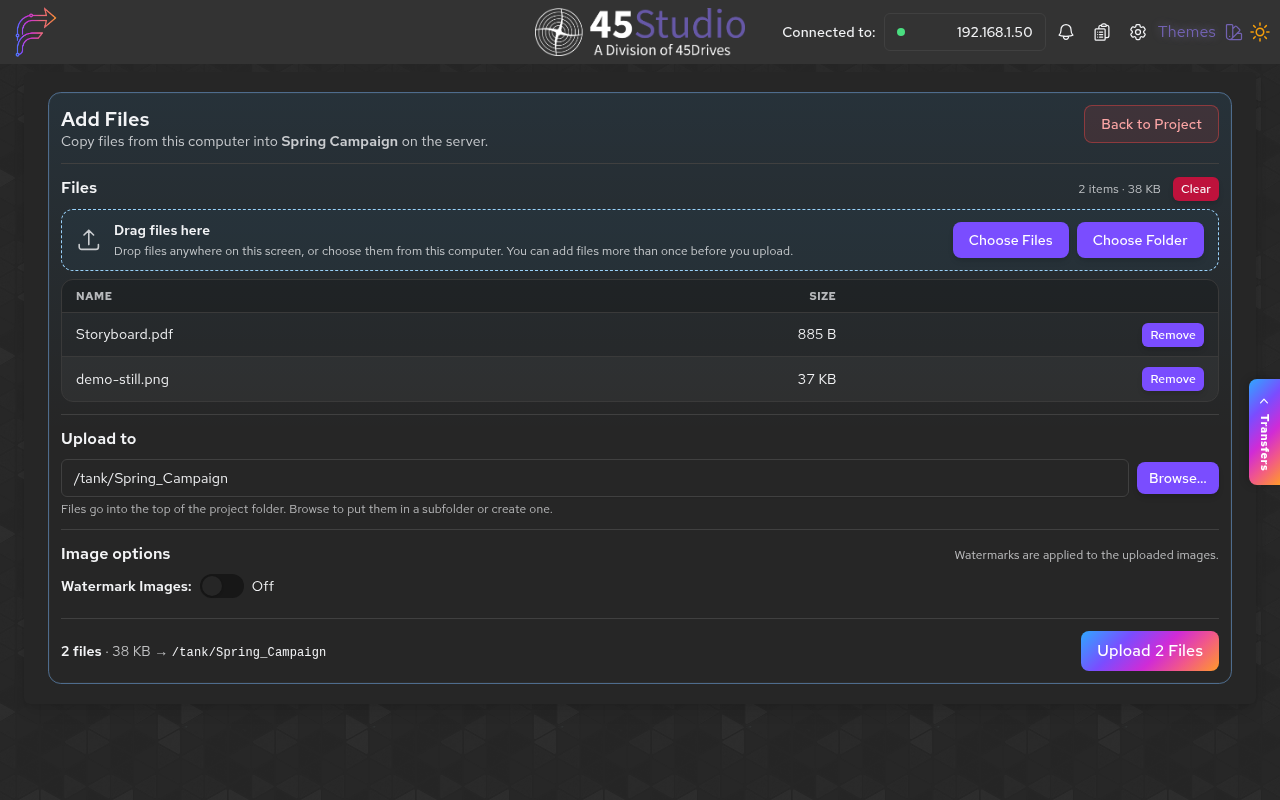 45Studio
A Division of 45Drives
Connected to:
192.168.1.50
Themes
Add Files
Copy files from this computer into Spring Campaign on the server.
Back to Project
Files
2 items · 38 KB
Clear
Drag files here
Drop files anywhere on this screen, or choose them from this computer. You can add files more than once before you upload.
Choose Files
Choose Folder
NAME
SIZE
Storyboard.pdf
885 B
Remove
demo-still.png
37 KB
Remove
Transfers
Upload to
/tank/Spring_Campaign
Browse...
Files go into the top of the project folder. Browse to put them in a subfolder or create one.
Image options
Watermarks are applied to the uploaded images.
Watermark Images:
Off
2 files · 38 KB → /tank/Spring_Campaign
Upload 2 Files